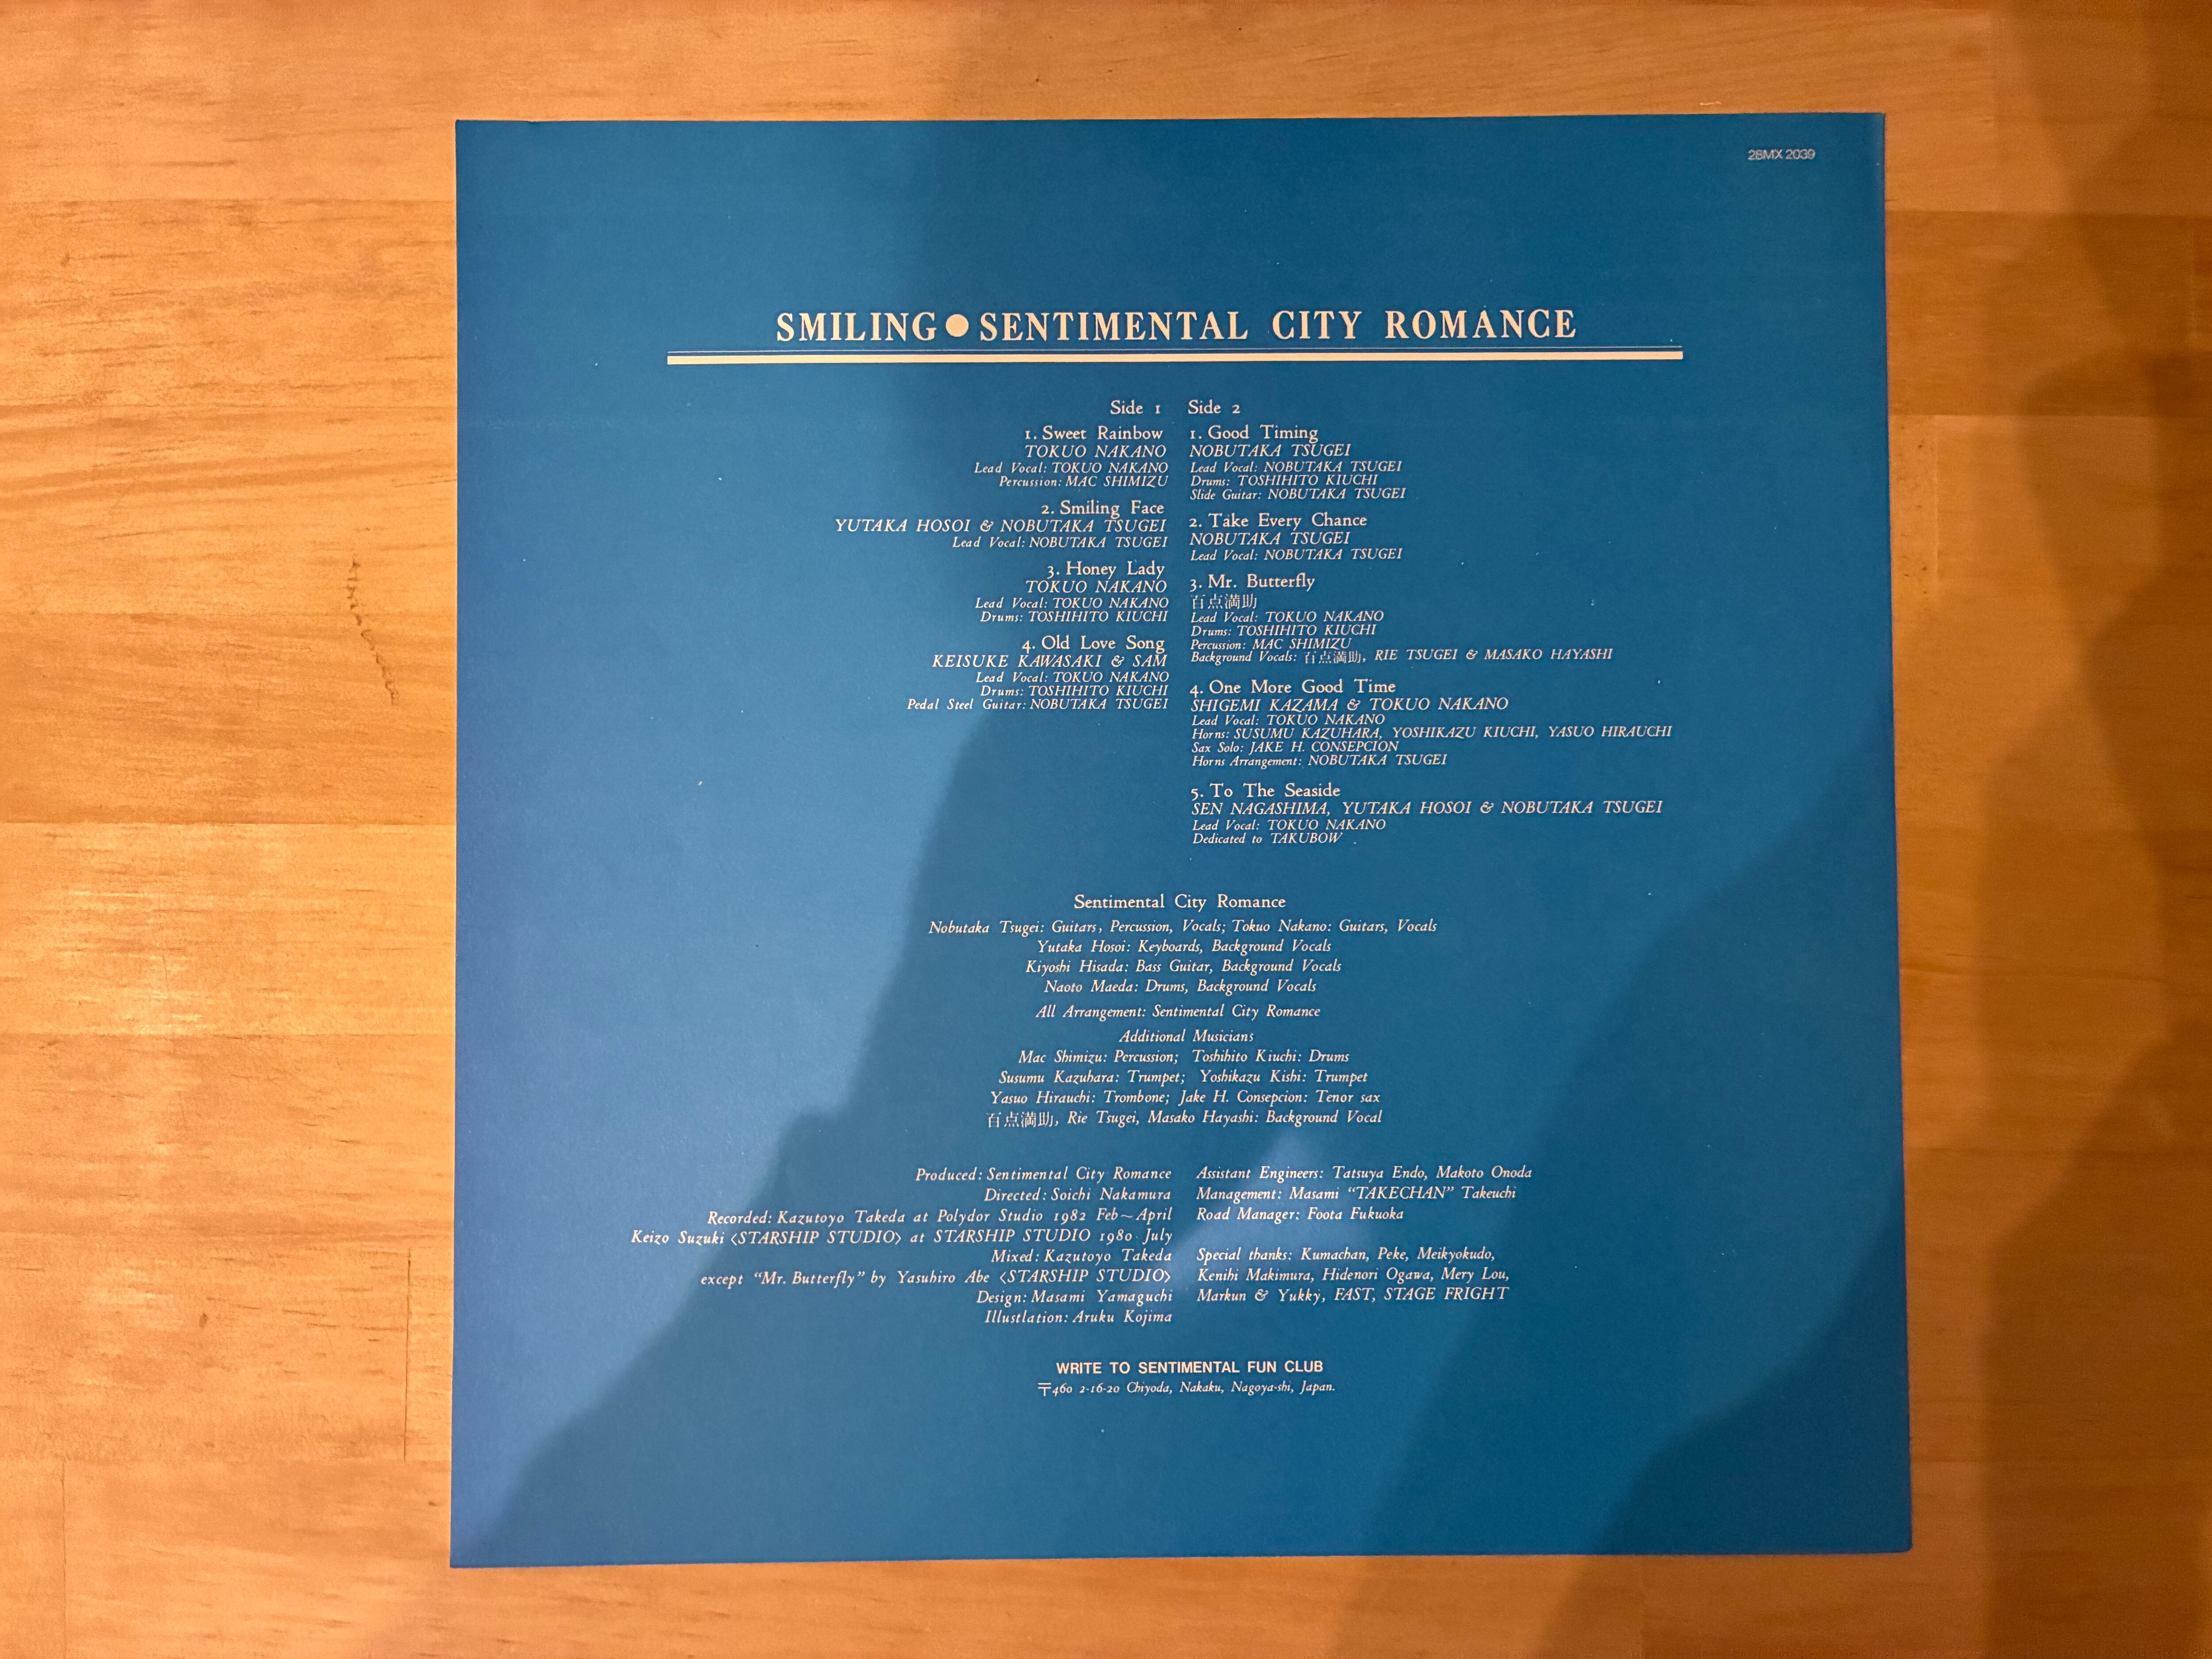 28MX 2039
SMILING●SENTIMENTAL CITY ROMANCE
Side 1
1. Sweet Rainbow
TOKUO NAKANO
Lead Vocal: TOKUO NAKANO
Percussion: MAC SHIMIZU
2. Smiling Face
YUTAKA HOSOI & NOBUTAKA TSUGEI
Lead Vocal: NOBUTAKA TSUGEI
3. Honey Lady
TOKUO NAKANO
Lead Vocal: TOKUO NAKANO
Drums: TOSHIHITO KIUCHI
4. Old Love Song
KEISUKE KAWASAKI & SAM
Lead Vocal: TOKUO NAKANO
Drums: TOSHIHITO KIUCHI
Pedal Steel Guitar: NOBUTAKA TSUGEI
Side 2
1. Good Timing
NOBUTAKA TSUGEI
Lead Vocal: NOBUTAKA TSUGEI
Drums: TOSHIHITO KIUCHI
Slide Guitar: NOBUTAKA TSUGEI
2. Take Every Chance
NOBUTAKA TSUGEI
Lead Vocal: NOBUTAKA TSUGEI
3. Mr. Butterfly
百点満助
Lead Vocal: TOKUO NAKANO
Drums: TOSHIHITO KIUCHI
Percussion: MAC SHIMIZU
Background Vocals: 百点満助, RIE TSUGEI & MASAKO HAYASHI
4. One More Good Time
SHIGEMI KAZAMA & TOKUO NAKANO
Lead Vocal: TOKUO NAKANO
Horns: SUSUMU KAZUHARA, YOSHIKAZU KIUCHI, YASUO HIRAUCHI
Sax Solo: JAKE H. CONSEPCION
Horns Arrangement: NOBUTAKA TSUGEI
5. To The Seaside
SEN NAGASHIMA, YUTAKA HOSOI & NOBUTAKA TSUGEI
Lead Vocal: TOKUO NAKANO
Dedicated to TAKUBOW
Sentimental City Romance
Nobutaka Tsugei: Guitars, Percussion, Vocals; Tokuo Nakano: Guitars, Vocals
Yutaka Hosoi: Keyboards, Background Vocals
Kiyoshi Hisada: Bass Guitar, Background Vocals
Naoto Maeda: Drums, Background Vocals
All Arrangement: Sentimental City Romance
Additional Musicians
Mac Shimizu: Percussion; Toshihito Kiuchi: Drums
Susumu Kazuhara: Trumpet; Yoshikazu Kishi: Trumpet
Yasuo Hirauchi: Trombone; Jake H. Consepcion: Tenor sax
百点満助, Rie Tsugei, Masako Hayashi: Background Vocal
Produced: Sentimental City Romance
Directed: Soichi Nakamura
Recorded: Kazutoyo Takeda at Polydor Studio 1982 Feb~April
Keizo Suzuki <STARSHIP STUDIO> at STARSHIP STUDIO 1980 July
Mixed: Kazutoyo Takeda
except "Mr. Butterfly" by Yasuhiro Abe <STARSHIP STUDIO>
Design: Masami Yamaguchi
Illustlation: Aruku Kojima
Assistant Engineers: Tatsuya Endo, Makoto Onoda
Management: Masami "TAKECHAN" Takeuchi
Road Manager: Foota Fukuoka
Special thanks: Kumachan, Peke, Meikyokudo,
Kenihi Makimura, Hidenori Ogawa, Mery Lou,
Markun & Yukky, FAST, STAGE FRIGHT
WRITE TO SENTIMENTAL FUN CLUB
〒460 2-16-20 Chiyoda, Nakaku, Nagoya-shi, Japan.